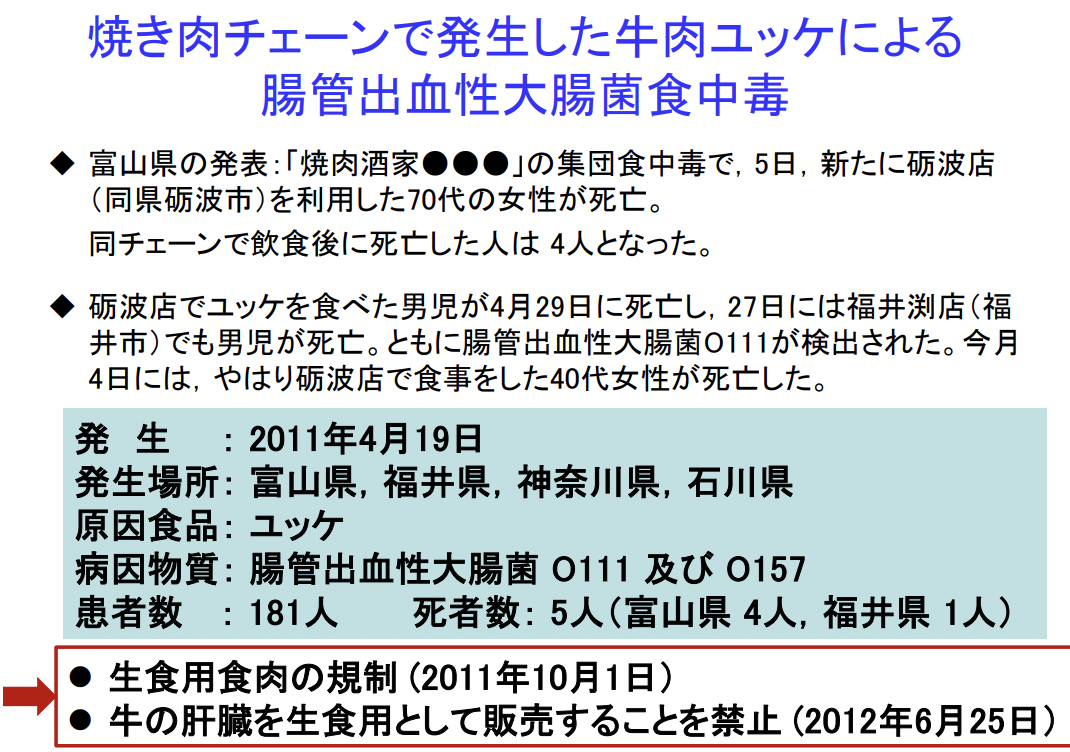 焼き肉チェーンで発生した牛肉ユッケによる
腸管出血性大腸菌食中毒
◆ 富山県の発表：「焼肉酒家●●●」の集団食中毒で，5日，新たに砺波店
（同県砺波市）を利用した70代の女性が死亡。
同チェーンで飲食後に死亡した人は 4人となった。
◆ 砺波店でユッケを食べた男児が4月29日に死亡し，27日には福井渕店（福
井市）でも男児が死亡。ともに腸管出血性大腸菌O111が検出された。今月
4日には，やはり砺波店で食事をした40代女性が死亡した。
発　生　：2011年4月19日
発生場所：富山県，福井県，神奈川県，石川県
原因食品：ユッケ
病因物質：腸管出血性大腸菌 O111 及び O157
患者数　：181人　　死者数：5人（富山県 4人，福井県 1人）
● 生食用食肉の規制（2011年10月1日）
● 牛の肝臓を生食用として販売することを禁止（2012年6月25日）